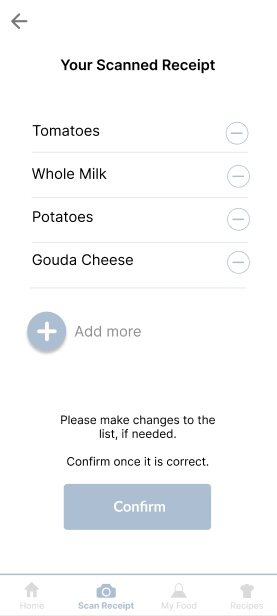 Your Scanned Receipt
Tomatoes
Whole Milk
Potatoes
Gouda Cheese
Add more
Please make changes to the
list, if needed.
Confirm once it is correct.
Confirm
Home
Scan Receipt
My Food
Recipes